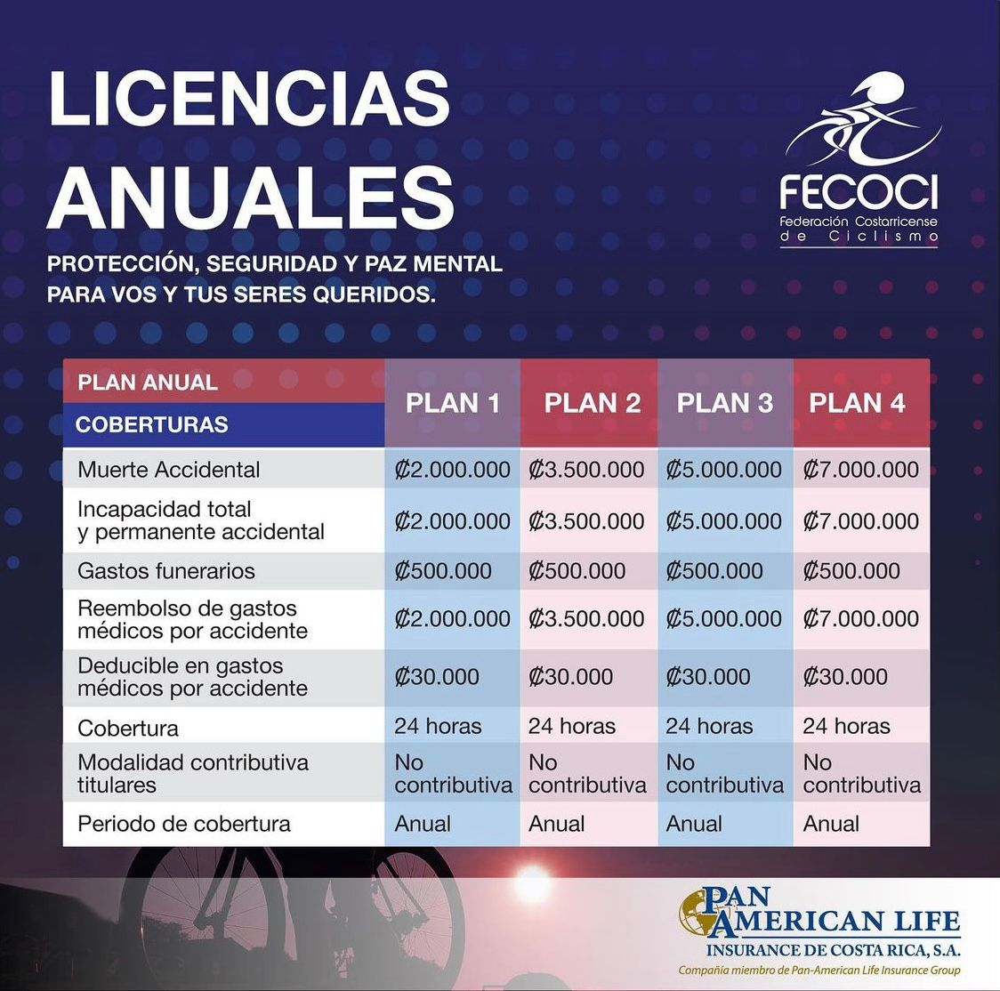 LICENCIAS
ANUALES
PROTECCIÓN, SEGURIDAD Y PAZ MENTAL
PARA VOS Y TUS SERES QUERIDOS.
FECOCI
Federación Costarricense
de Ciclismo
PLAN ANUAL
COBERTURAS
PLAN 1 PLAN 2 PLAN 3 PLAN 4
Muerte Accidental ₡2.000.000 ₡3.500.000 ₡5.000.000 ₡7.000.000
Incapacidad total
y permanente accidental ₡2.000.000 ₡3.500.000 ₡5.000.000 ₡7.000.000
Gastos funerarios ₡500.000 ₡500.000 ₡500.000 ₡500.000
Reembolso de gastos
médicos por accidente ₡2.000.000 ₡3.500.000 ₡5.000.000 ₡7.000.000
Deducible en gastos
médicos por accidente ₡30.000 ₡30.000 ₡30.000 ₡30.000
Cobertura 24 horas 24 horas 24 horas 24 horas
Modalidad contributiva No No No No
titulares contributiva contributiva contributiva contributiva
Periodo de cobertura Anual Anual Anual Anual
PAN
AMERICAN LIFE
INSURANCE DE COSTA RICA, S.A.
Compañía miembro de Pan-American Life Insurance Group